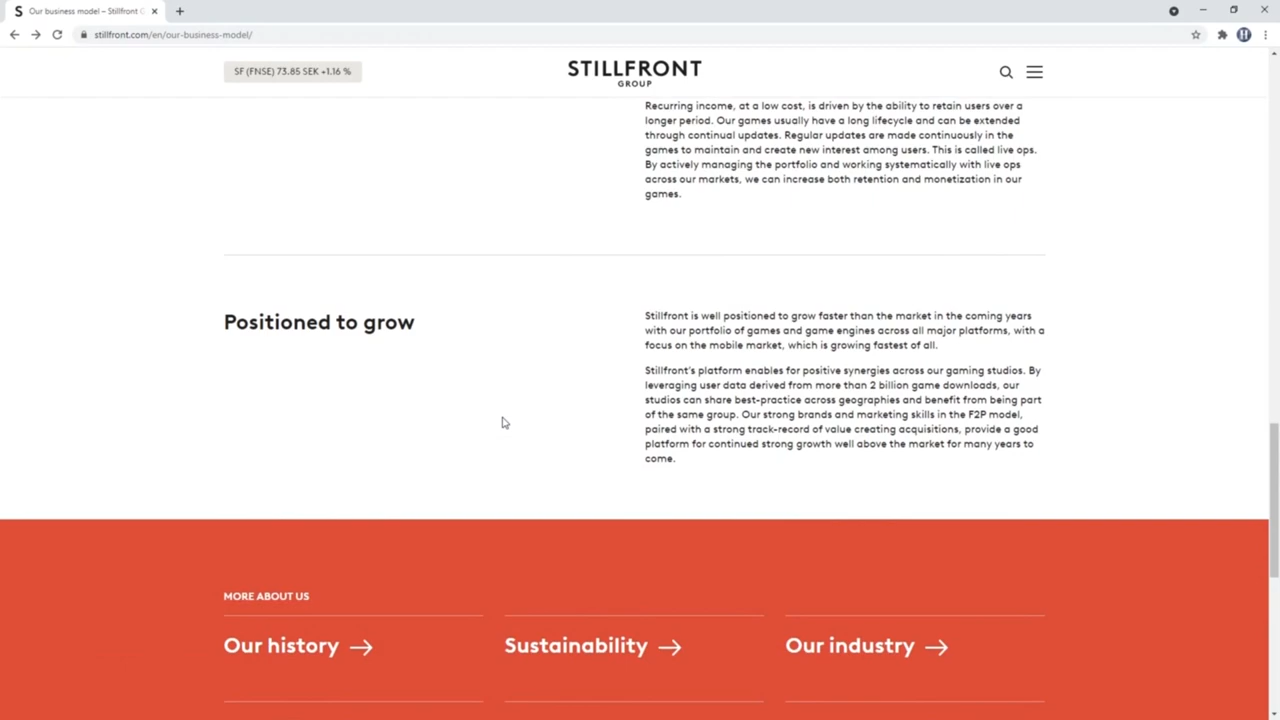 Our business model – Stillfront G
stillfront.com/en/our-business-model/
SF (FNSE) 73.85 SEK +1.16 %
STILLFRONT
GROUP
Recurring income, at a low cost, is driven by the ability to retain users over a
longer period. Our games usually have a long lifecycle and can be extended
through continual updates. Regular updates are made continuously in the
games to maintain and create new interest among users. This is called live ops.
By actively managing the portfolio and working systematically with live ops
across our markets, we can increase both retention and monetization in our
games.
Positioned to grow
Stillfront is well positioned to grow faster than the market in the coming years
with our portfolio of games and game engines across all major platforms, with a
focus on the mobile market, which is growing fastest of all.
Stillfront's platform enables for positive synergies across our gaming studios. By
leveraging user data derived from more than 2 billion game downloads, our
studios can share best-practice across geographies and benefit from being part
of the same group. Our strong brands and marketing skills in the F2P model,
paired with a strong track-record of value creating acquisitions, provide a good
platform for continued strong growth well above the market for many years to
come.
MORE ABOUT US
Our history →
Sustainability →
Our industry →